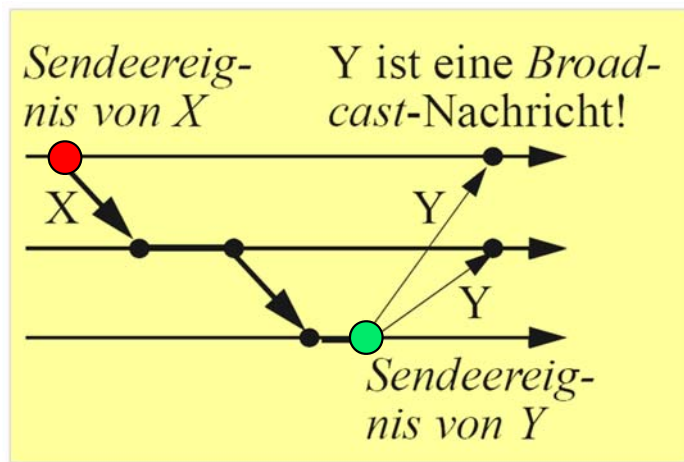 Sendeereig-
nis von X
Y ist eine Broad-
cast-Nachricht!
X
Y
Y
Sendeereig-
nis von Y